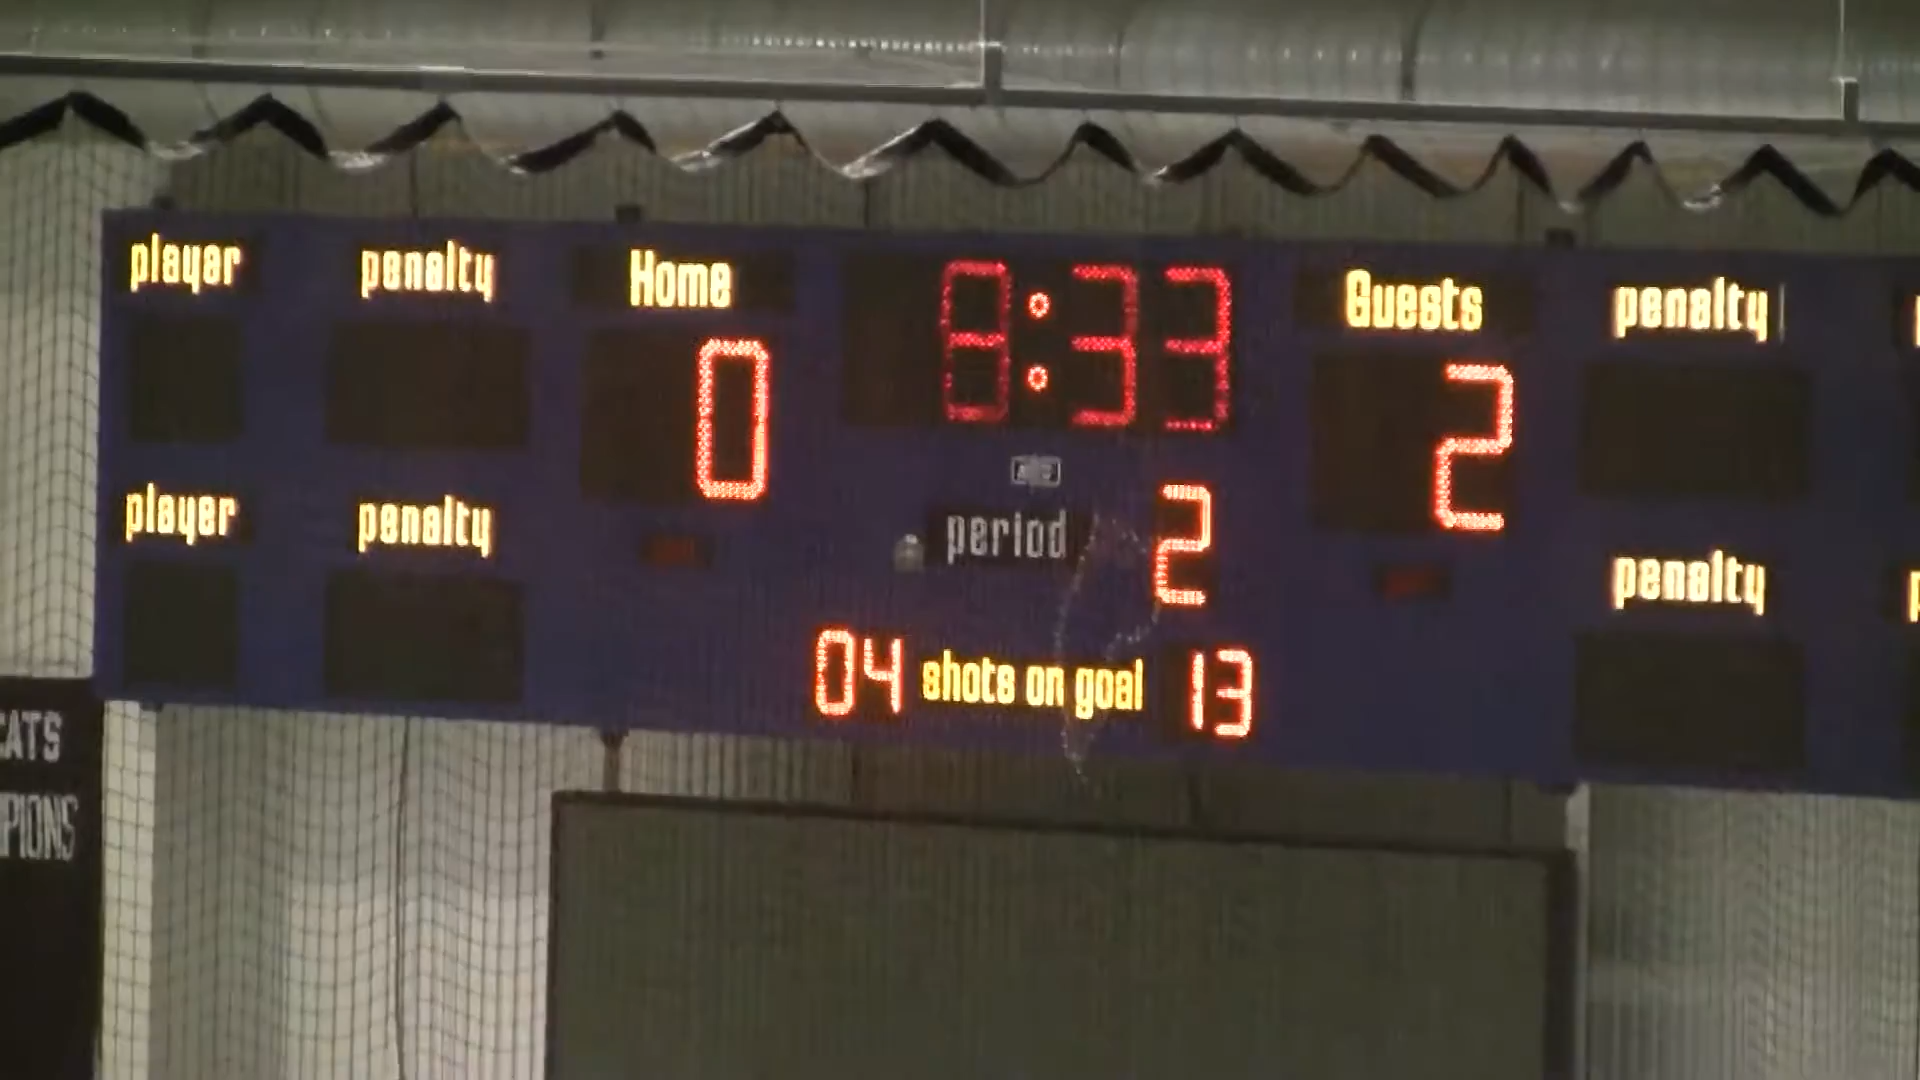 player penalty Home 8:33 Guests penalty
0 2
player penalty period 2 penalty
04 shots on goal 13
CATS
PIONS